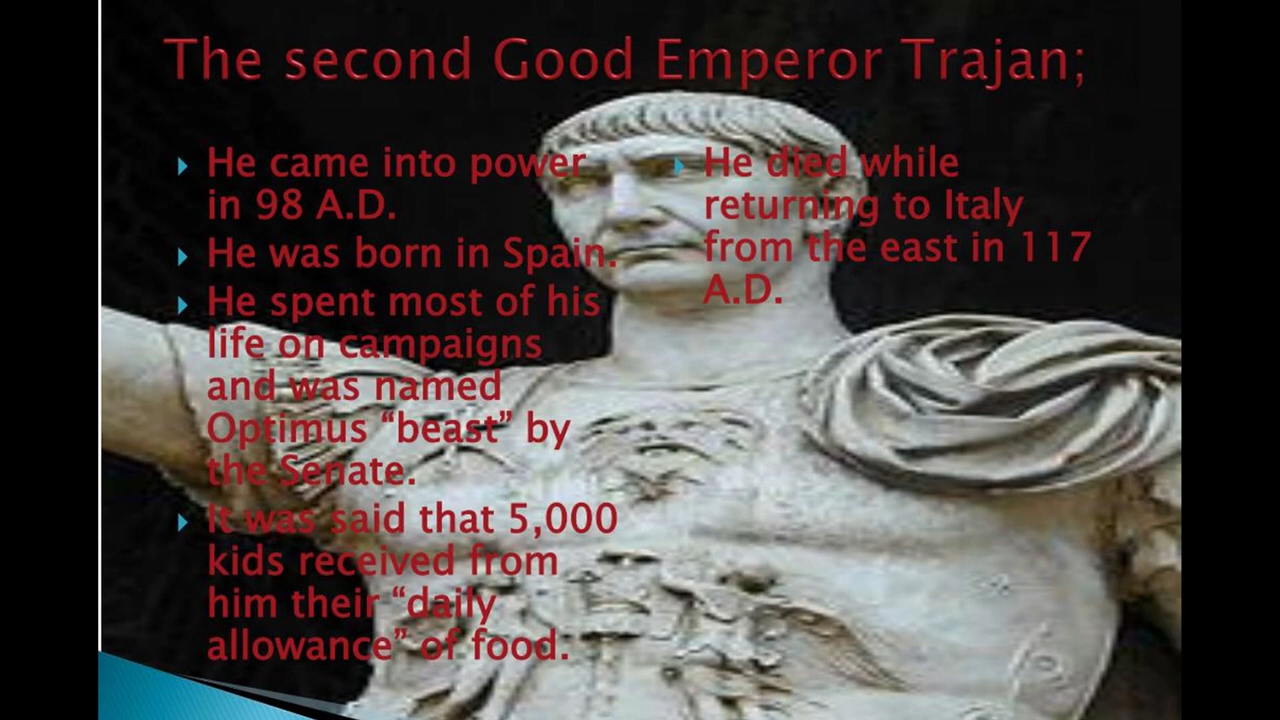 The second Good Emperor Trajan;
He came into power
in 98 A.D.
He was born in Spain.
He spent most of his
life on campaigns
and was named
Optimus “beast” by
the Senate.
It was said that 5,000
kids received from
him their “daily
allowance” of food.
He died while
returning to Italy
from the east in 117
A.D.